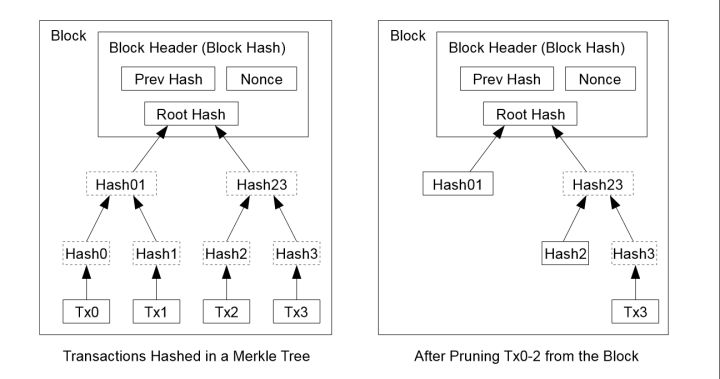 Block
Block Header (Block Hash)
Prev Hash
Nonce
Root Hash
Hash01
Hash23
Hash0
Hash1
Hash2
Hash3
Tx0
Tx1
Tx2
Tx3
Transactions Hashed in a Merkle Tree
Block
Block Header (Block Hash)
Prev Hash
Nonce
Root Hash
Hash01
Hash23
Hash2
Hash3
Tx3
After Pruning Tx0-2 from the Block